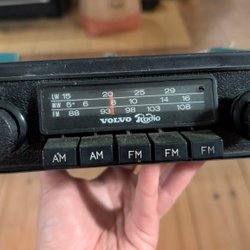 LW 15 20 25 29
MW 5* 6 8 10 14 16
FM 88 93 98 103 108
VOLVO Radio
AM AM FM FM FM